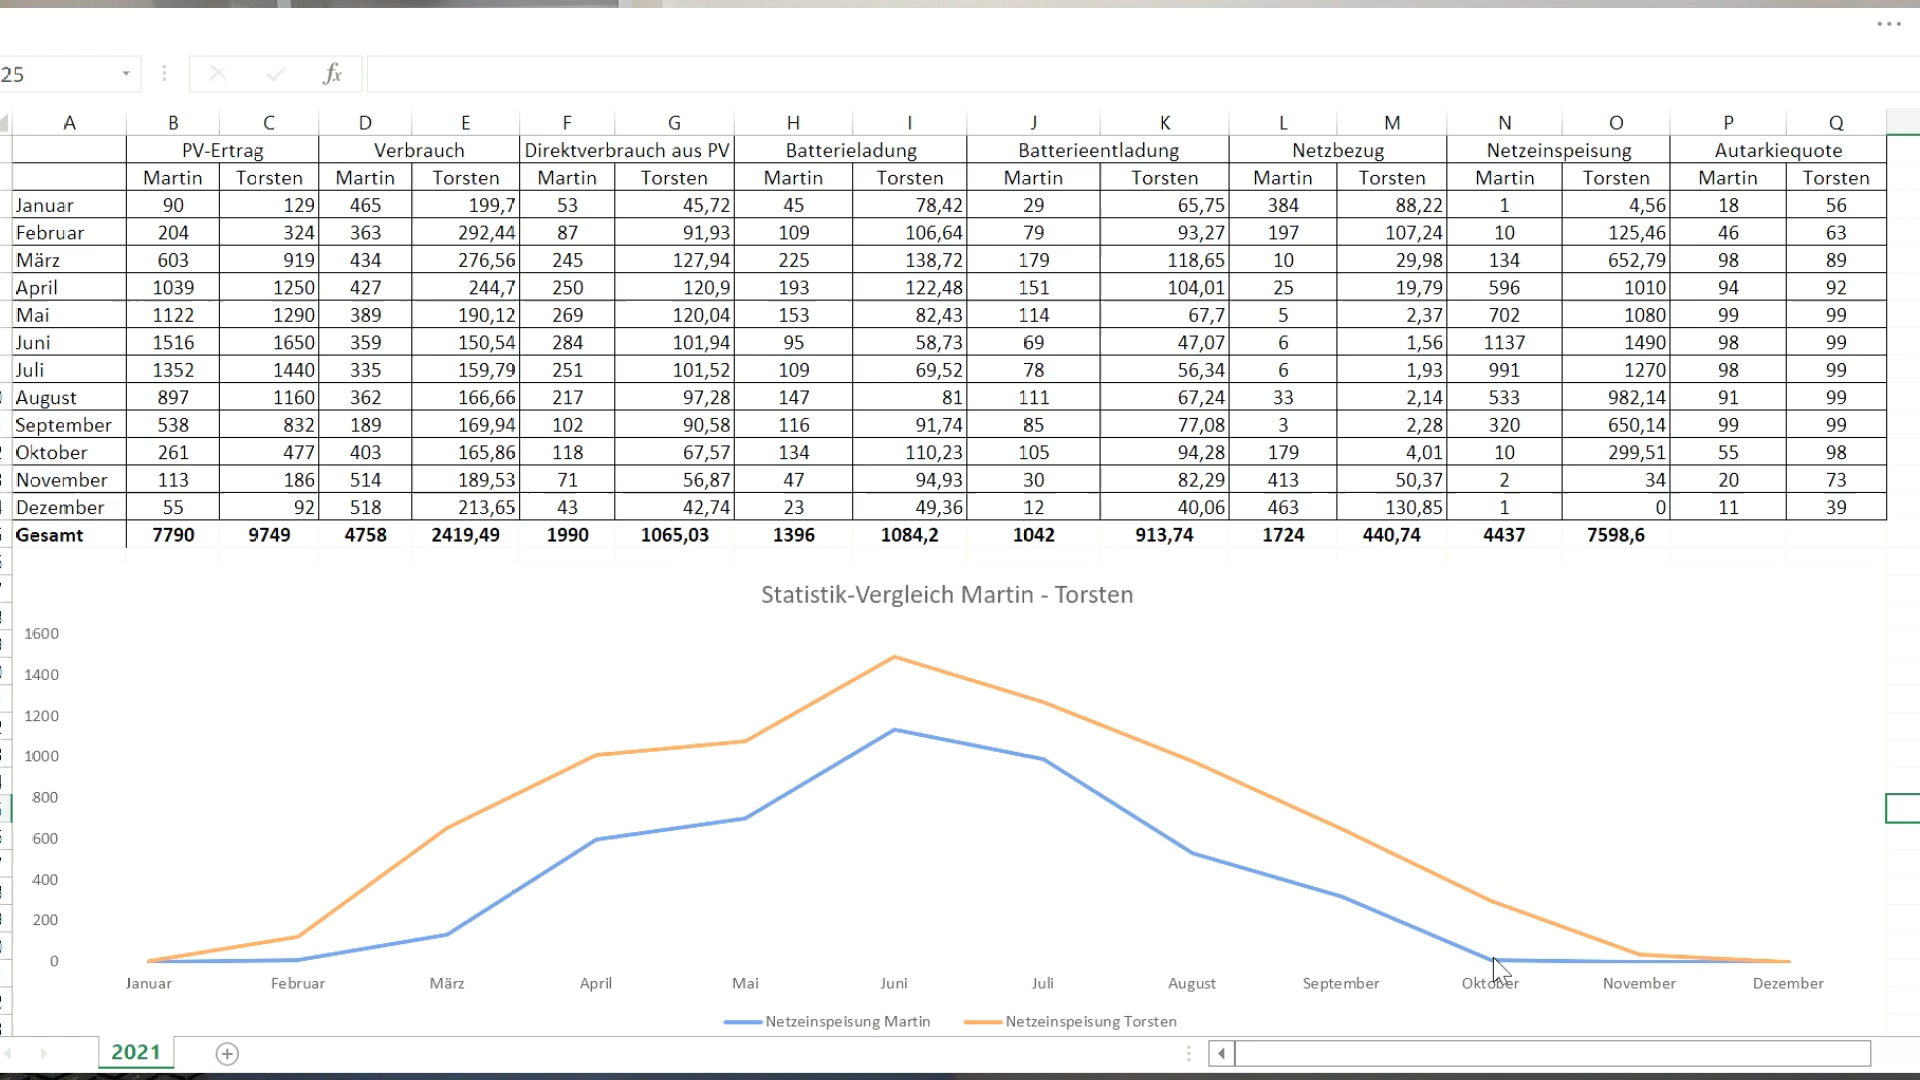 25 fx
A B C D E F G H I J K L M N O P Q
PV-Ertrag Verbrauch Direktverbrauch aus PV Batterieladung Batterieentladung Netzbezug Netzeinspeisung Autarkiequote
Martin Torsten Martin Torsten Martin Torsten Martin Torsten Martin Torsten Martin Torsten Martin Torsten Martin Torsten
Januar 90 129 465 199,7 53 45,72 45 78,42 29 65,75 384 88,22 1 4,56 18 56
Februar 204 324 363 292,44 87 91,93 109 106,64 79 93,27 197 107,24 10 125,46 46 63
März 603 919 434 276,56 245 127,94 225 138,72 179 118,65 10 29,98 134 652,79 98 89
April 1039 1250 427 244,7 250 120,9 193 122,48 151 104,01 25 19,79 596 1010 94 92
Mai 1122 1290 389 190,12 269 120,04 153 82,43 114 67,7 5 2,37 702 1080 99 99
Juni 1516 1650 359 150,54 284 101,94 95 58,73 69 47,07 6 1,56 1137 1490 98 99
Juli 1352 1440 335 159,79 251 101,52 109 69,52 78 56,34 6 1,93 991 1270 98 99
August 897 1160 362 166,66 217 97,28 147 81 111 67,24 33 2,14 533 982,14 91 99
September 538 832 189 169,94 102 90,58 116 91,74 85 77,08 3 2,28 320 650,14 99 99
Oktober 261 477 403 165,86 118 67,57 134 110,23 105 94,28 179 4,01 10 299,51 55 98
November 113 186 514 189,53 71 56,87 47 94,93 30 82,29 413 50,37 2 34 20 73
Dezember 55 92 518 213,65 43 42,74 23 49,36 12 40,06 463 130,85 1 0 11 39
Gesamt 7790 9749 4758 2419,49 1990 1065,03 1396 1084,2 1042 913,74 1724 440,74 4437 7598,6
Statistik-Vergleich Martin - Torsten
1600
1400
1200
1000
800
600
400
200
0
Januar Februar März April Mai Juni Juli August September Oktober November Dezember
Netzeinspeisung Martin Netzeinspeisung Torsten
2021